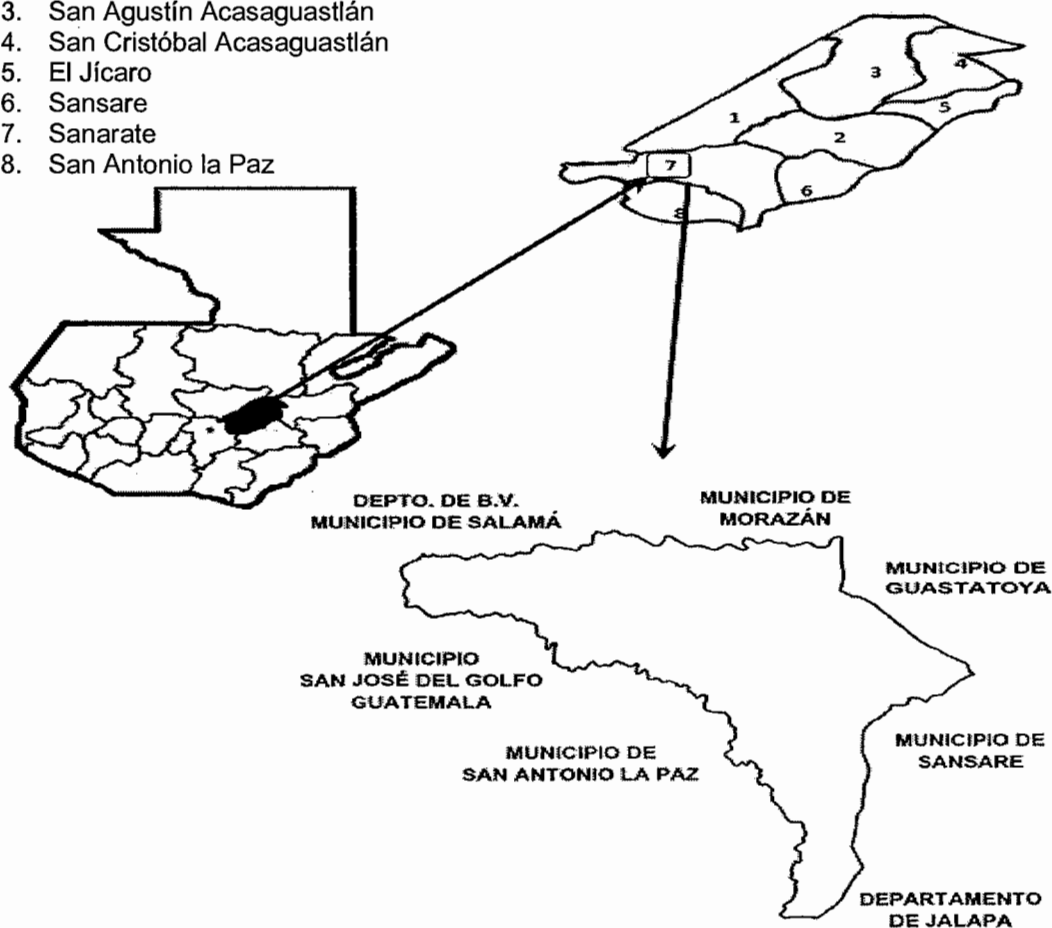 3. San Agustín Acasaguastlán
4. San Cristóbal Acasaguastlán
5. El Jícaro
6. Sansare
7. Sanarate
8. San Antonio la Paz
1
2
3
4
5
6
7
8
DEPTO. DE B.V.
MUNICIPIO DE SALAMÁ
MUNICIPIO DE
MORAZÁN
MUNICIPIO DE
GUASTATOYA
MUNICIPIO
SAN JOSÉ DEL GOLFO
GUATEMALA
MUNICIPIO DE
SAN ANTONIO LA PAZ
MUNICIPIO DE
SANSARE
DEPARTAMENTO
DE JALAPA